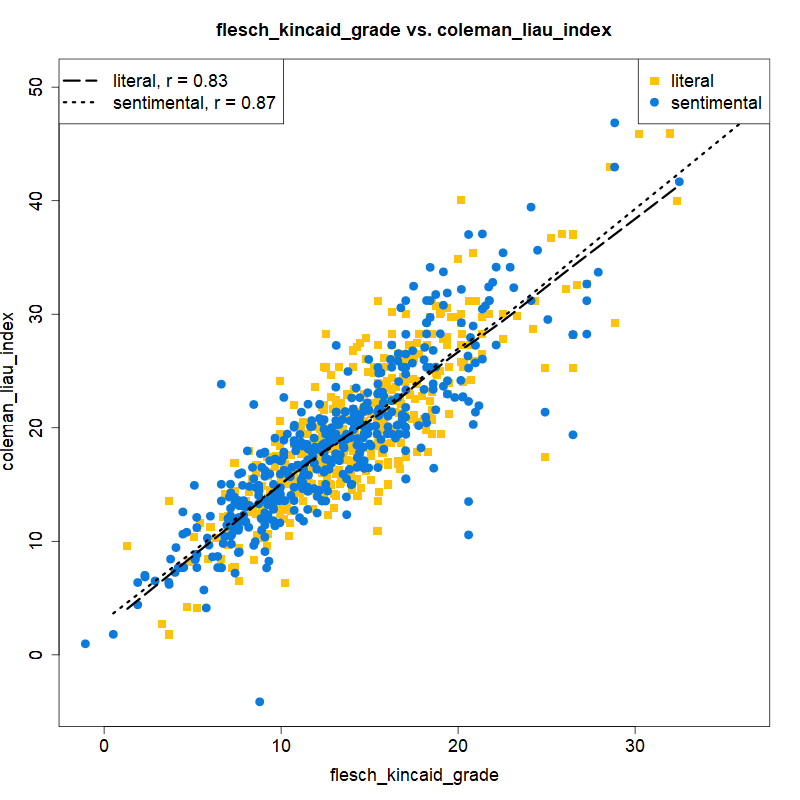 flesch_kincaid_grade vs. coleman_liau_index
literal, r = 0.83
sentimental, r = 0.87
literal
sentimental
50
40
30
20
10
0
coleman_liau_index
0 10 20 30
flesch_kincaid_grade